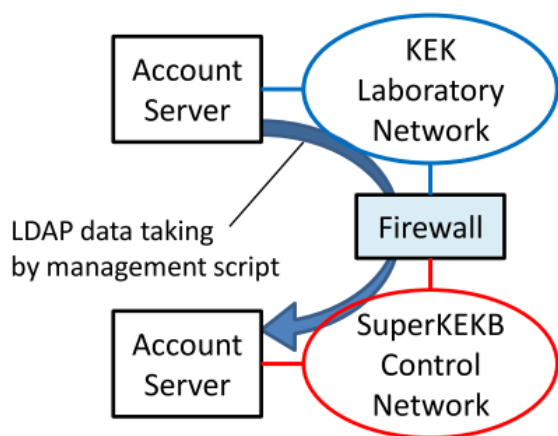 Account
Server
KEK
Laboratory
Network
LDAP data taking
by management script
Firewall
Account
Server
SuperKEKB
Control
Network